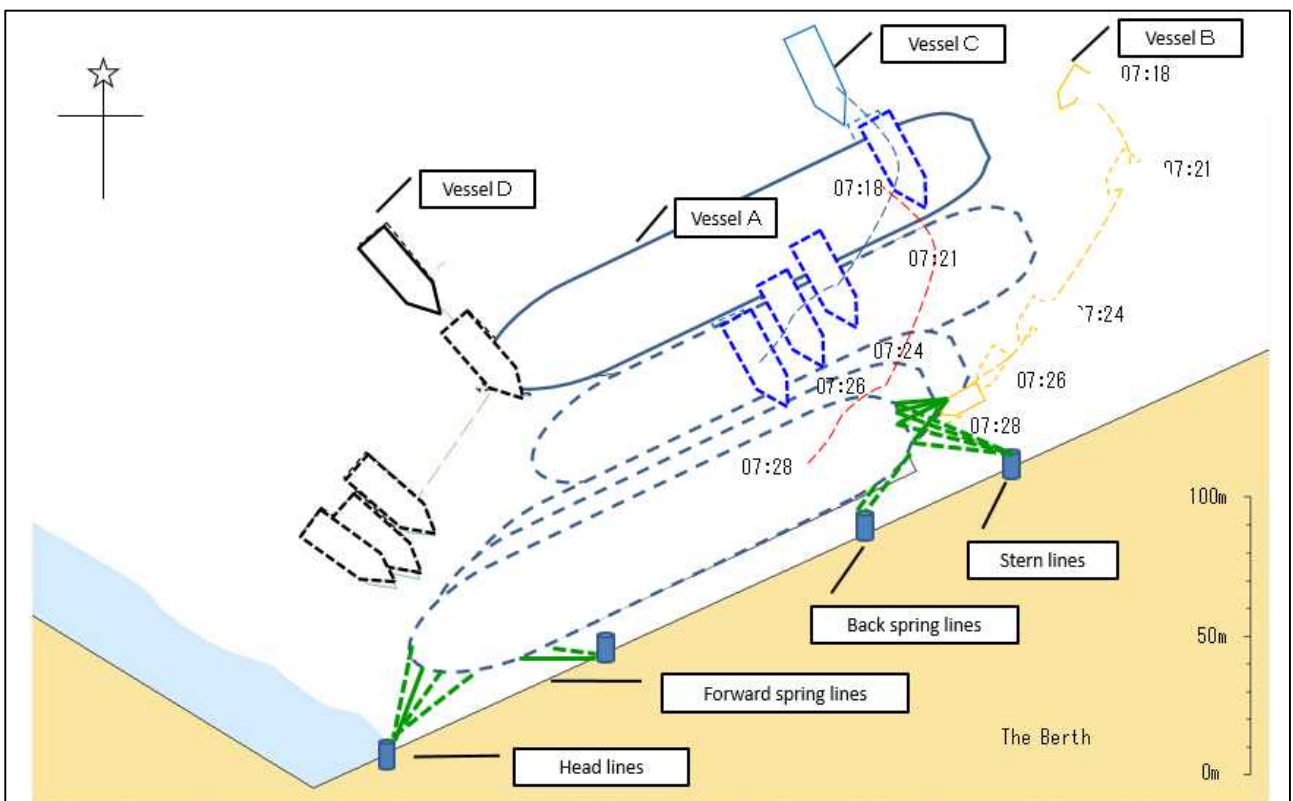 Vessel C
Vessel B
07:18
Vessel D
Vessel A
07:18
07:21
07:21
07:24
07:24
07:26
07:26
07:28
07:28
100m
Stern lines
Back spring lines
50m
Forward spring lines
The Berth
Head lines
0m